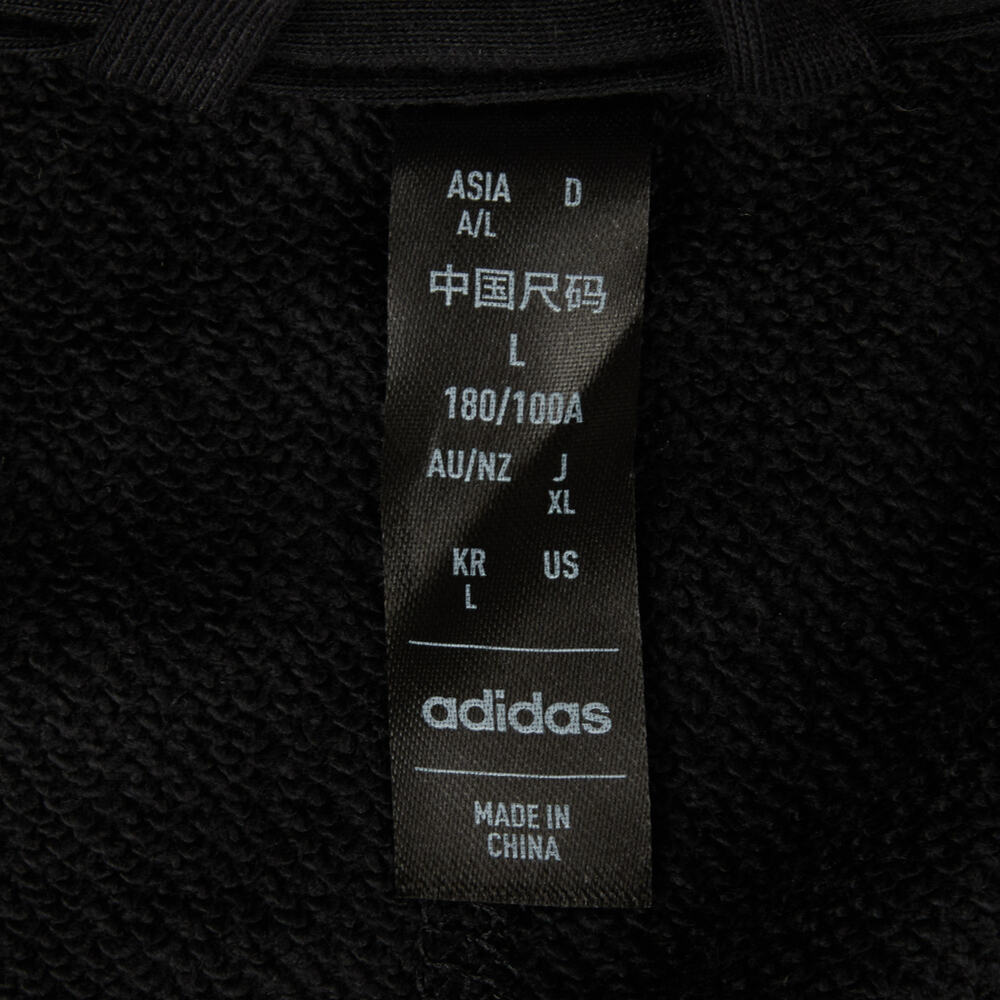 ASIA D
A/L
中国尺码
L
180/100A
AU/NZ J
XL
KR US
L
adidas
MADE IN
CHINA